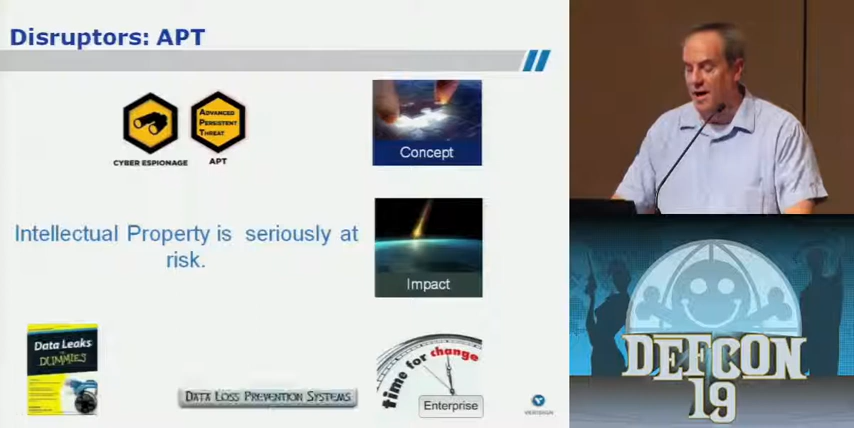 Disruptors: APT
ADVANCED
PERSISTENT
THREAT
CYBER ESPIONAGE
APT
Concept
Intellectual Property is seriously at
risk.
Impact
Data Leaks
DUMMIES
DATA LOSS PREVENTION SYSTEMS
time for change
Enterprise
VERISIGN
DEFCON
19